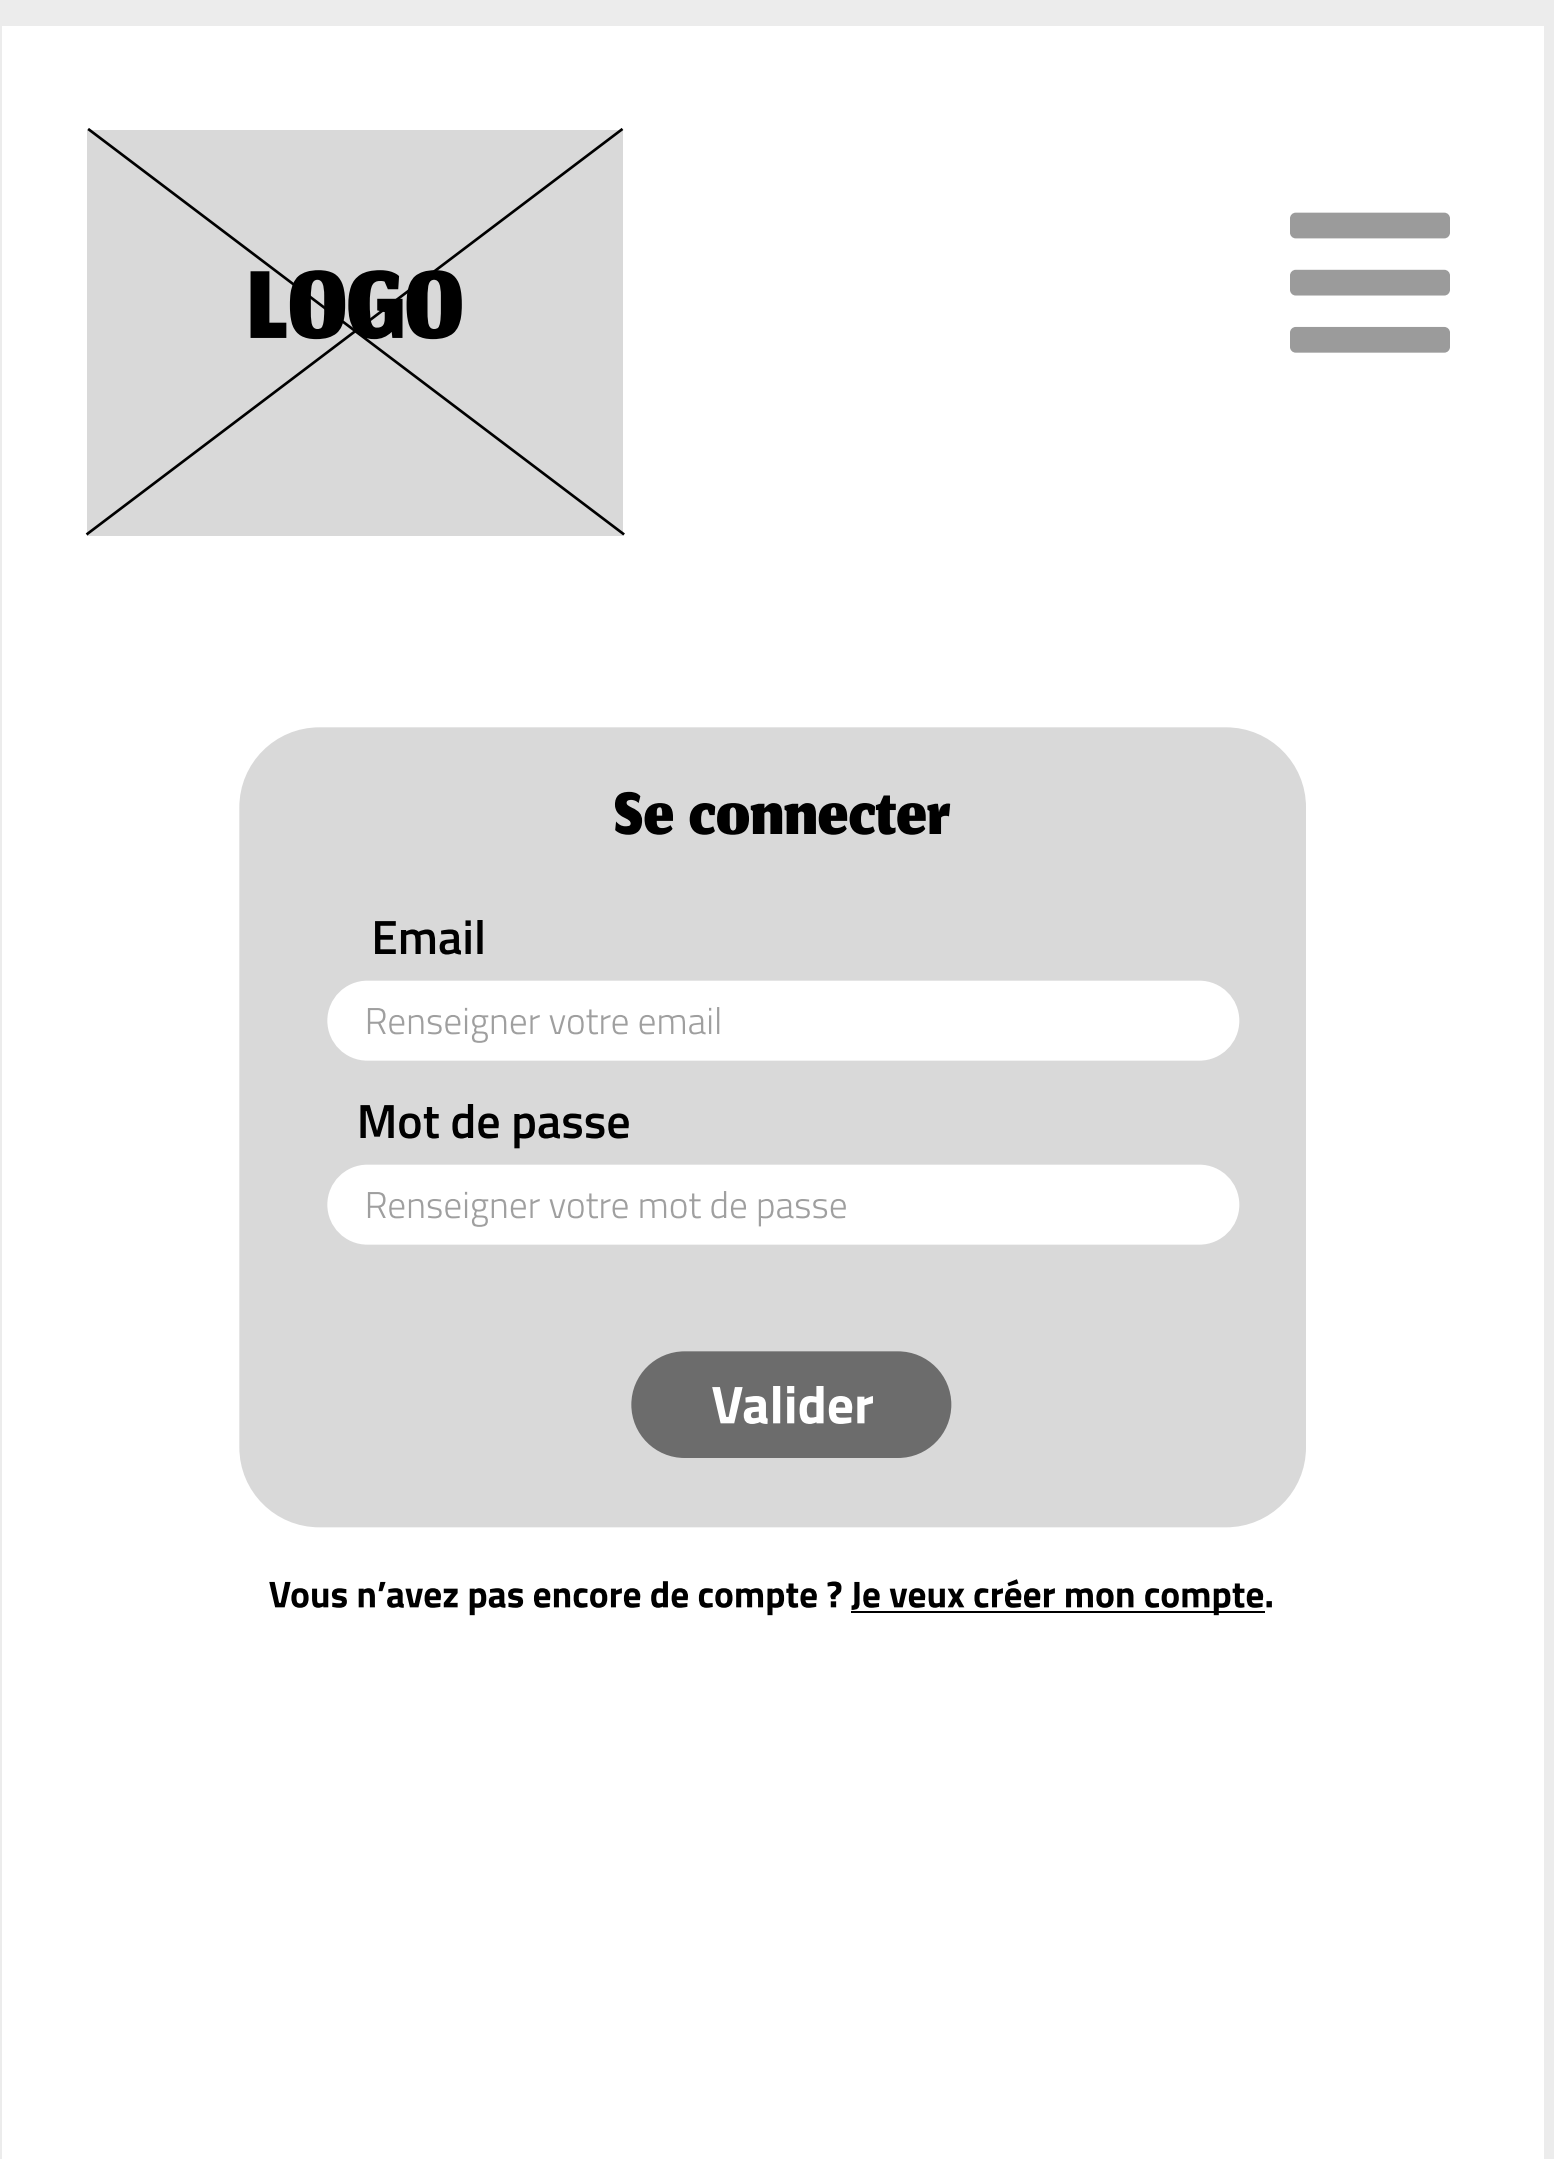 LOGO
Se connecter
Email
Renseigner votre email
Mot de passe
Renseigner votre mot de passe
Valider
Vous n’avez pas encore de compte ? Je veux créer mon compte.